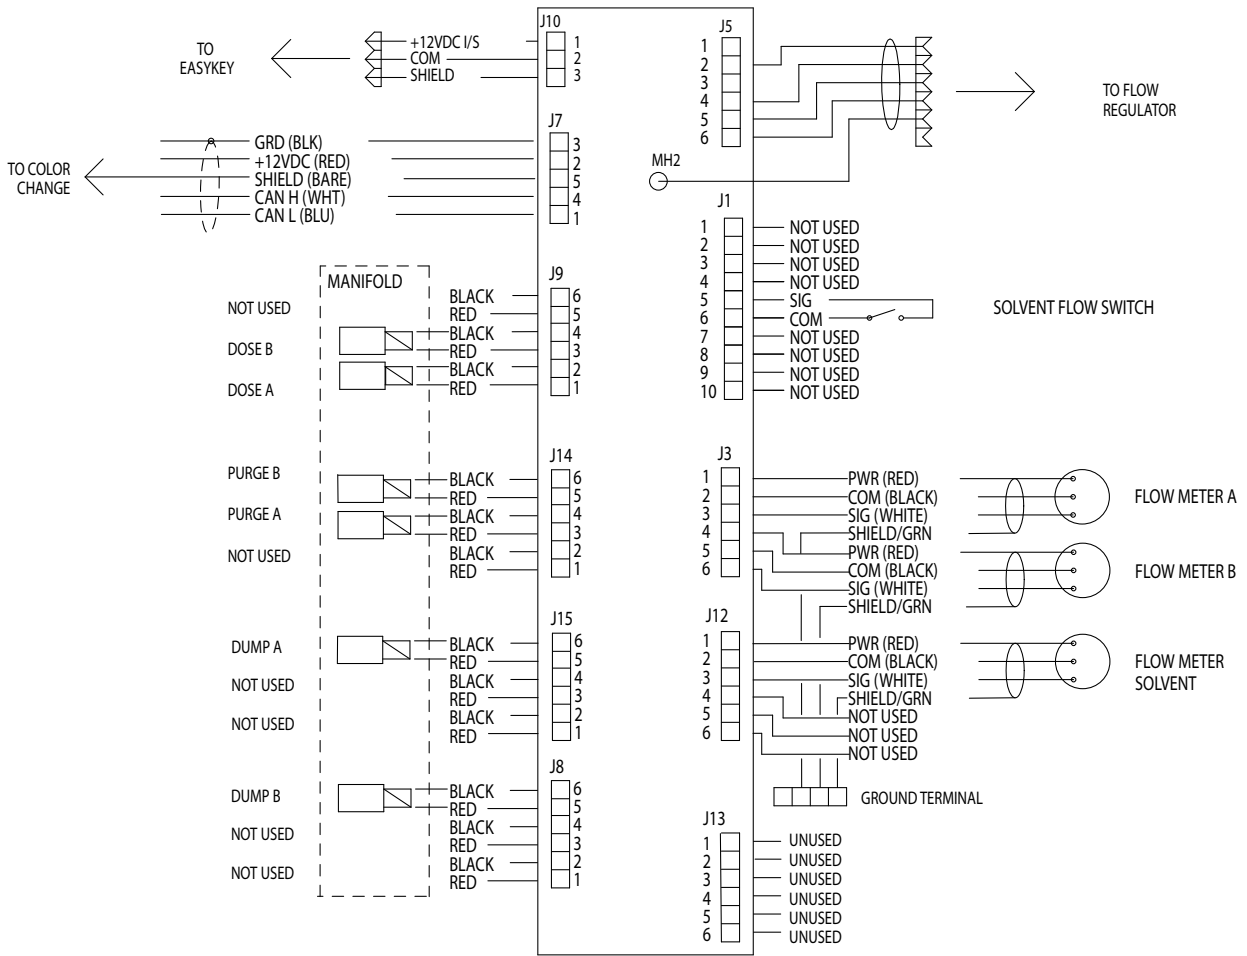 J10
+12VDC I/S 1
COM 2
SHIELD 3
TO
EASYKEY
J7
GRD (BLK) 3
+12VDC (RED) 2
SHIELD (BARE) 5
CAN H (WHT) 4
CAN L (BLU) 1
TO COLOR
CHANGE
MANIFOLD
J9
NOT USED
BLACK 6
RED 5
DOSE B
BLACK 4
RED 3
DOSE A
BLACK 2
RED 1
J14
PURGE B
BLACK 6
RED 5
PURGE A
BLACK 4
RED 3
NOT USED
BLACK 2
RED 1
J15
DUMP A
BLACK 6
RED 5
NOT USED
BLACK 4
RED 3
NOT USED
BLACK 2
RED 1
J8
DUMP B
BLACK 6
RED 5
NOT USED
BLACK 4
RED 3
NOT USED
BLACK 2
RED 1
J5
1
2
3
4
5
6
TO FLOW
REGULATOR
MH2
J1
1 NOT USED
2 NOT USED
3 NOT USED
4 NOT USED
5 SIG
6 COM
7 NOT USED
8 NOT USED
9 NOT USED
10 NOT USED
SOLVENT FLOW SWITCH
J3
1 PWR (RED)
2 COM (BLACK)
3 SIG (WHITE)
4 SHIELD/GRN
5 PWR (RED)
6 COM (BLACK)
SIG (WHITE)
SHIELD/GRN
FLOW METER A
FLOW METER B
J12
1 PWR (RED)
2 COM (BLACK)
3 SIG (WHITE)
4 SHIELD/GRN
5 NOT USED
6 NOT USED
NOT USED
FLOW METER
SOLVENT
GROUND TERMINAL
J13
1 UNUSED
2 UNUSED
3 UNUSED
4 UNUSED
5 UNUSED
6 UNUSED